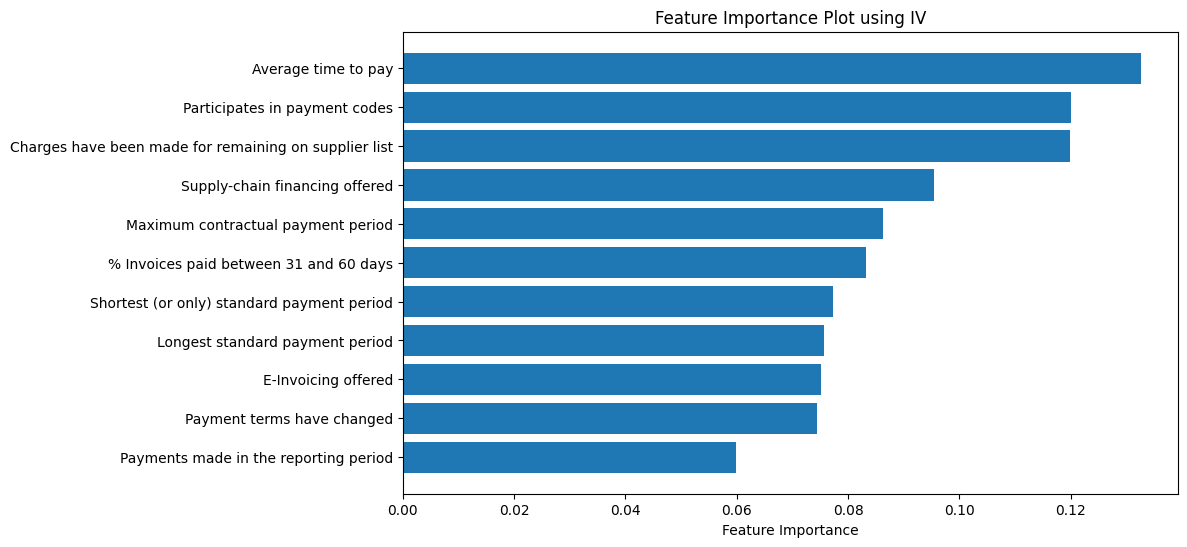 Feature Importance Plot using IV
Average time to pay
Participates in payment codes
Charges have been made for remaining on supplier list
Supply-chain financing offered
Maximum contractual payment period
% Invoices paid between 31 and 60 days
Shortest (or only) standard payment period
Longest standard payment period
E-Invoicing offered
Payment terms have changed
Payments made in the reporting period
0.00 0.02 0.04 0.06 0.08 0.10 0.12
Feature Importance